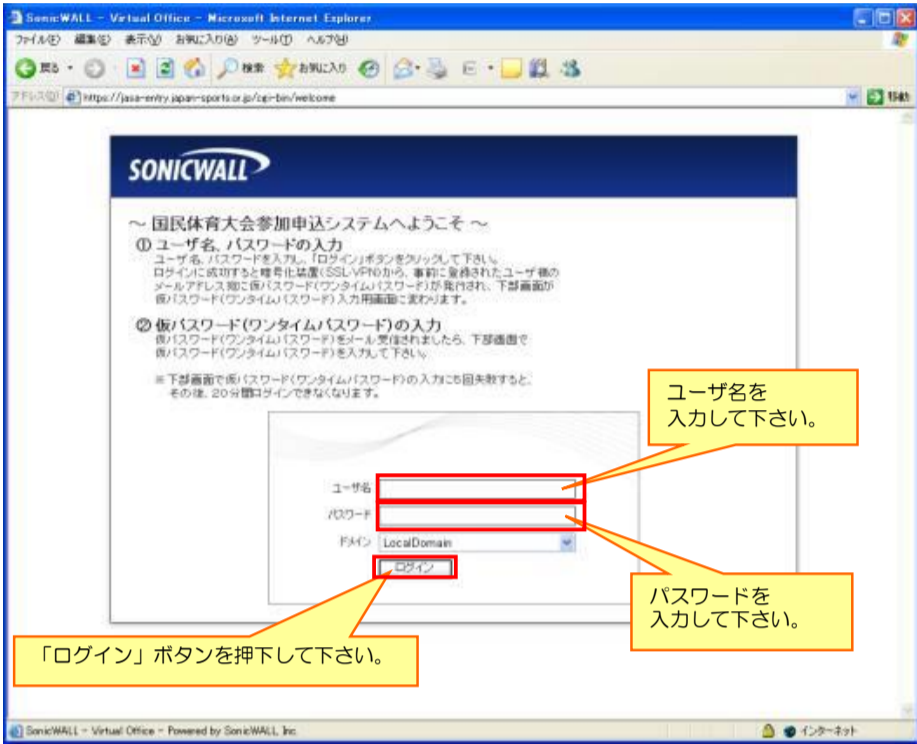 SonicWALL - Virtual Office - Microsoft Internet Explorer
ファイル(F) 編集(E) 表示(V) お気に入り(A) ツール(T) ヘルプ(H)
戻る 検索 お気に入り
アドレス(D) https://jasa-entry.japan-sports.or.jp/cgi-bin/welcome 移動
SONICWALL
～ 国民体育大会参加申込システムへようこそ ～
① ユーザ名、パスワードの入力
ユーザ名、パスワードを入力し、「ログイン」ボタンをクリックして下さい。
ログインに成功すると暗号化装置(SSL-VPN)から、事前に登録されたユーザ様の
メールアドレス宛に仮パスワード(ワンタイムパスワード)が発行され、下部画面が
仮パスワード(ワンタイムパスワード)入力用画面に変わります。
② 仮パスワード(ワンタイムパスワード)の入力
仮パスワード(ワンタイムパスワード)をメール受信されましたら、下部画面で
仮パスワード(ワンタイムパスワード)を入力して下さい。
※下部画面で仮パスワード(ワンタイムパスワード)の入力に5回失敗すると、
その後、20分間ログインできなくなります。
ユーザ名を
入力して下さい。
ユーザ名
パスワード
ドメイン LocalDomain
ログイン
パスワードを
入力して下さい。
「ログイン」ボタンを押下して下さい。
SonicWALL - Virtual Office - Powered by SonicWALL, Inc. インターネット